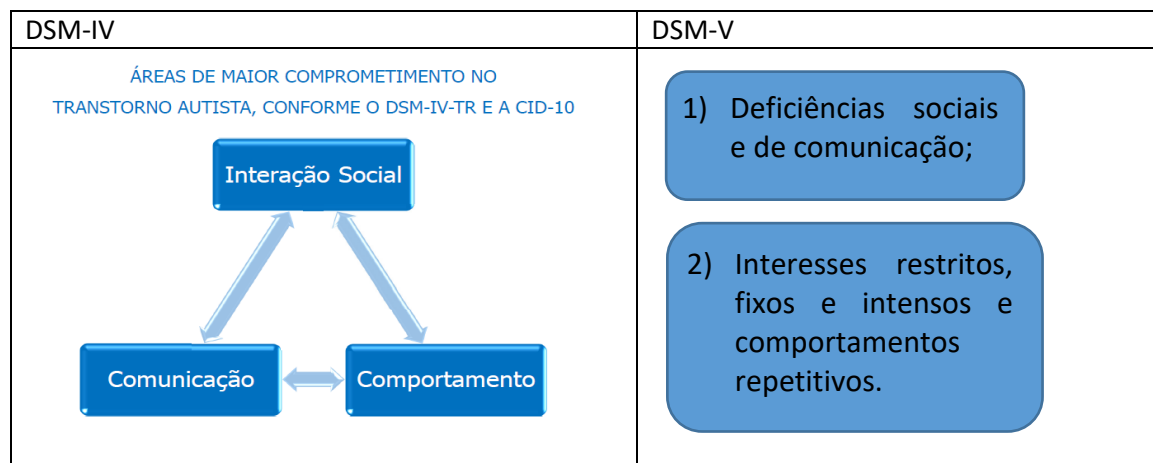 DSM-IV
DSM-V
ÁREAS DE MAIOR COMPROMETIMENTO NO
TRANSTORNO AUTISTA, CONFORME O DSM-IV-TR E A CID-10
Interação Social
Comunicação
Comportamento
1) Deficiências sociais
e de comunicação;
2) Interesses restritos,
fixos e intensos e
comportamentos
repetitivos.